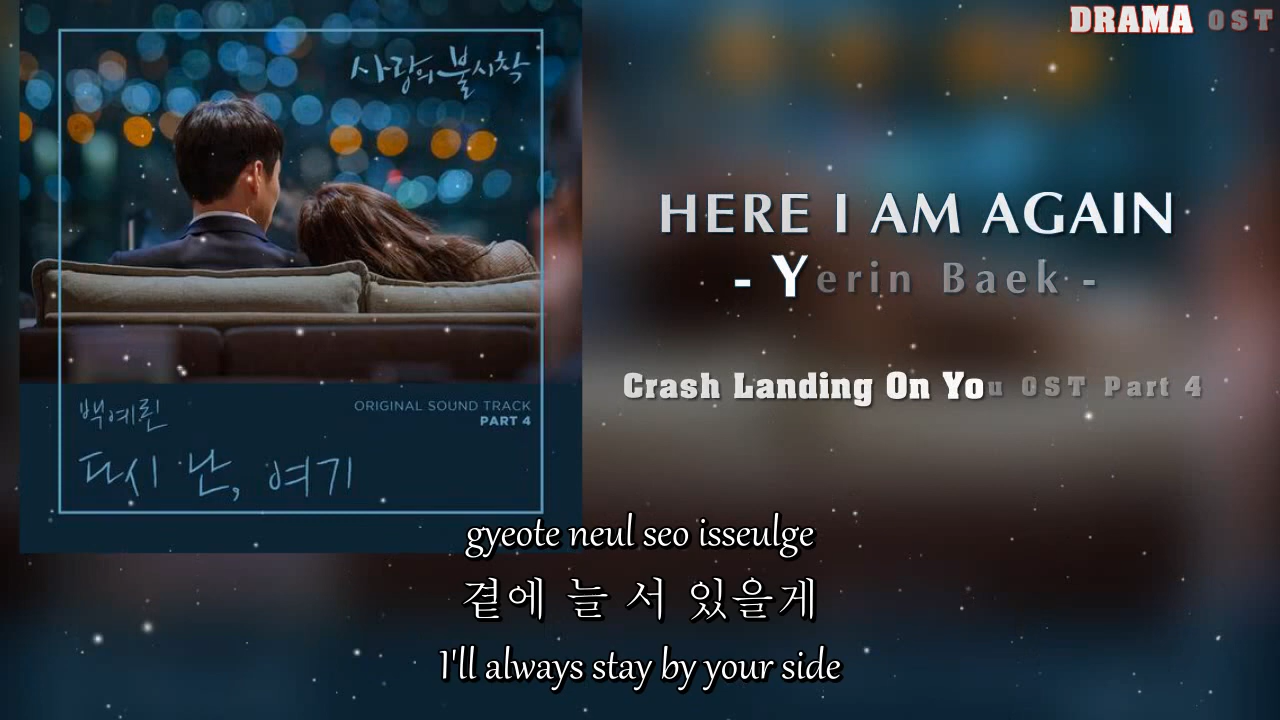 DRAMA OST
사랑의 불시착
HERE I AM AGAIN
- Yerin Baek -
Crash Landing On You OST Part 4
백예린
ORIGINAL SOUND TRACK
PART 4
다시 난, 여기
gyeote neul seo isseulge
곁에 늘 서 있을게
I'll always stay by your side